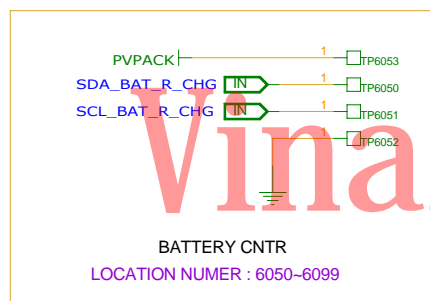 PVPACK 1 TP6053
SDA_BAT_R_CHG IN 1 TP6050
SCL_BAT_R_CHG IN 1 TP6051
1 TP6052
Vina
BATTERY CNTR
LOCATION NUMER : 6050~6099